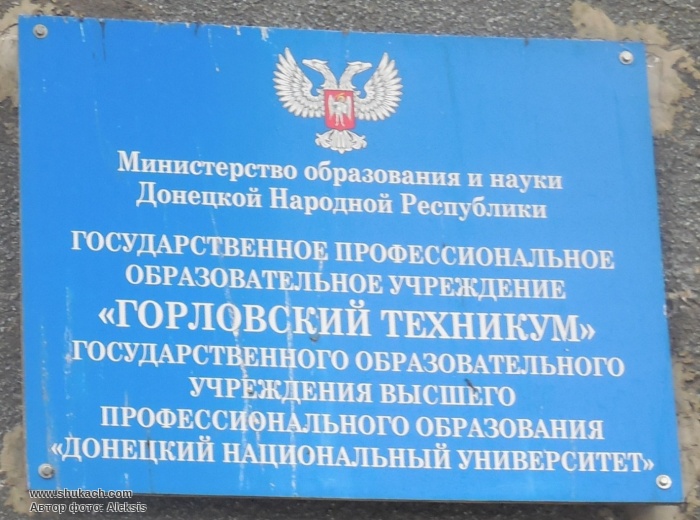 Министерство образования и науки
Донецкой Народной Республики
ГОСУДАРСТВЕННОЕ ПРОФЕССИОНАЛЬНОЕ
ОБРАЗОВАТЕЛЬНОЕ УЧРЕЖДЕНИЕ
«ГОРЛОВСКИЙ ТЕХНИКУМ»
ГОСУДАРСТВЕННОГО ОБРАЗОВАТЕЛЬНОГО
УЧРЕЖДЕНИЯ ВЫСШЕГО
ПРОФЕССИОНАЛЬНОГО ОБРАЗОВАНИЯ
«ДОНЕЦКИЙ НАЦИОНАЛЬНЫЙ УНИВЕРСИТЕТ»
www.shukach.com
Автор фото: Aleksis